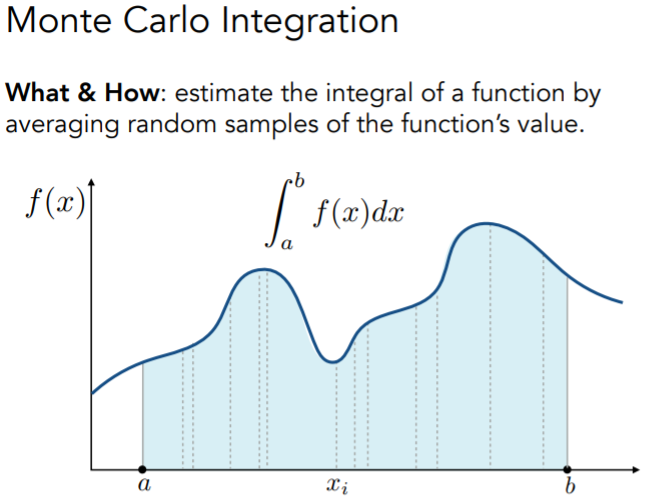 Monte Carlo Integration
What & How: estimate the integral of a function by
averaging random samples of the function's value.
f(x)
∫_a^b f(x)dx
a
x_i
b